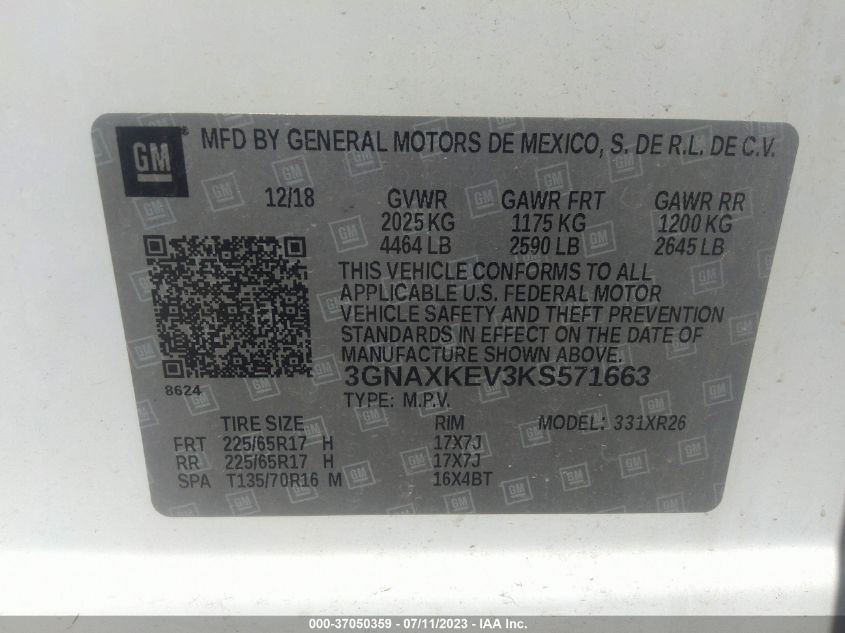 GM ® MFD BY GENERAL MOTORS DE MEXICO, S. DE R.L. DE C.V.
12/18 GVWR GAWR FRT GAWR RR
2025 KG 1175 KG 1200 KG
4464 LB 2590 LB 2645 LB
THIS VEHICLE CONFORMS TO ALL
APPLICABLE U.S. FEDERAL MOTOR
VEHICLE SAFETY AND THEFT PREVENTION
STANDARDS IN EFFECT ON THE DATE OF
MANUFACTURE SHOWN ABOVE.
3GNAXKEV3KS571663
8624
TYPE: M.P.V.
TIRE SIZE RIM MODEL: 331XR26
FRT 225/65R17 H 17X7J
RR 225/65R17 H 17X7J
SPA T135/70R16 M 16X4BT
000-37050359 - 07/11/2023 - IAA Inc.